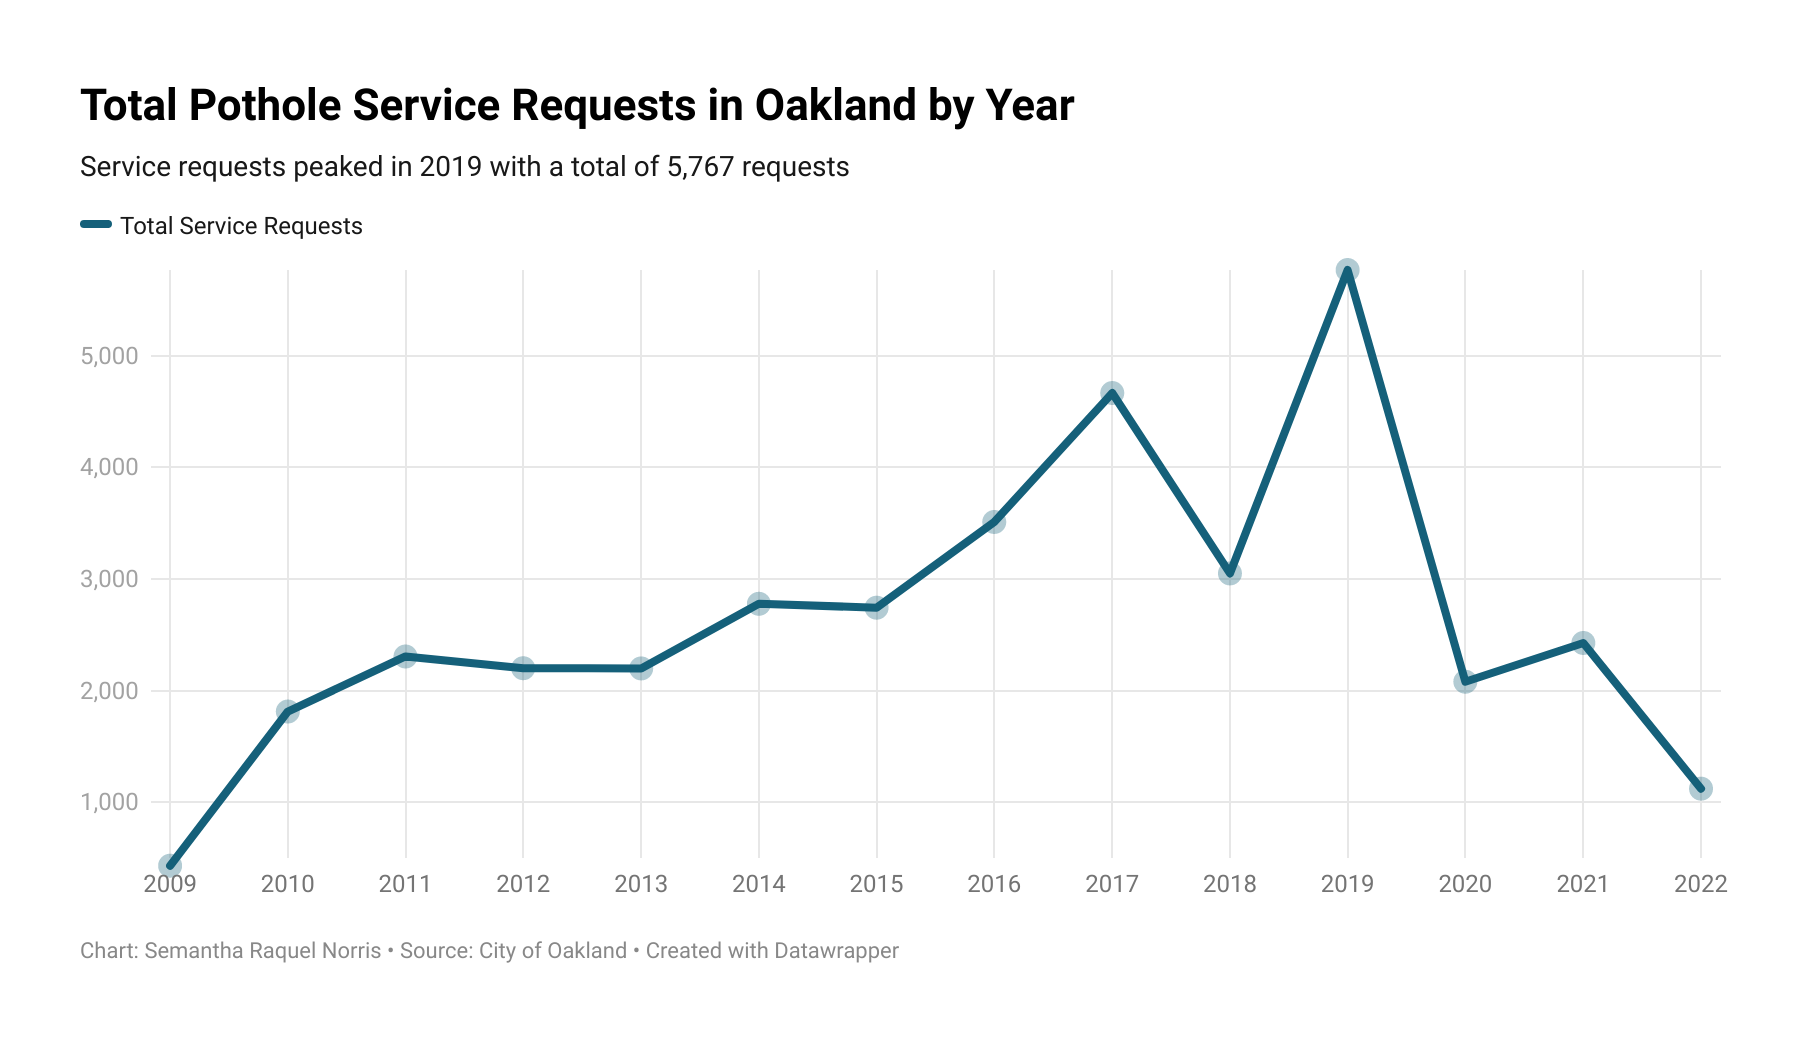 Total Pothole Service Requests in Oakland by Year
Service requests peaked in 2019 with a total of 5,767 requests
Total Service Requests
5,000
4,000
3,000
2,000
1,000
2009 2010 2011 2012 2013 2014 2015 2016 2017 2018 2019 2020 2021 2022
Chart: Semantha Raquel Norris • Source: City of Oakland • Created with Datawrapper